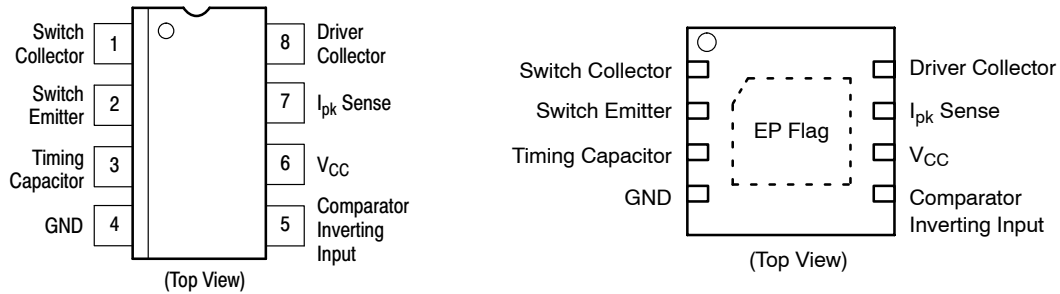 Switch
Collector
1
8
Driver
Collector
Switch
Emitter
2
7
Ipk Sense
Timing
Capacitor
3
6
VCC
GND
4
5
Comparator
Inverting
Input
(Top View)
Switch Collector
Driver Collector
Switch Emitter
Ipk Sense
EP Flag
Timing Capacitor
VCC
GND
Comparator
Inverting Input
(Top View)